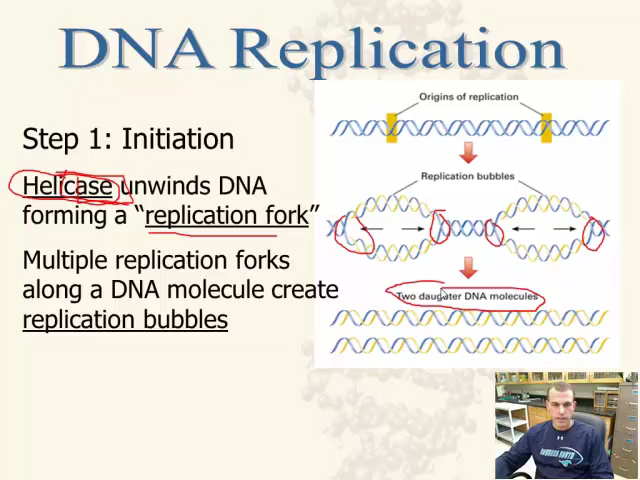 DNA Replication
Step 1: Initiation
Helicase unwinds DNA
forming a “replication fork”
Multiple replication forks
along a DNA molecule create
replication bubbles
Origins of replication
Replication bubbles
Two daughter DNA molecules